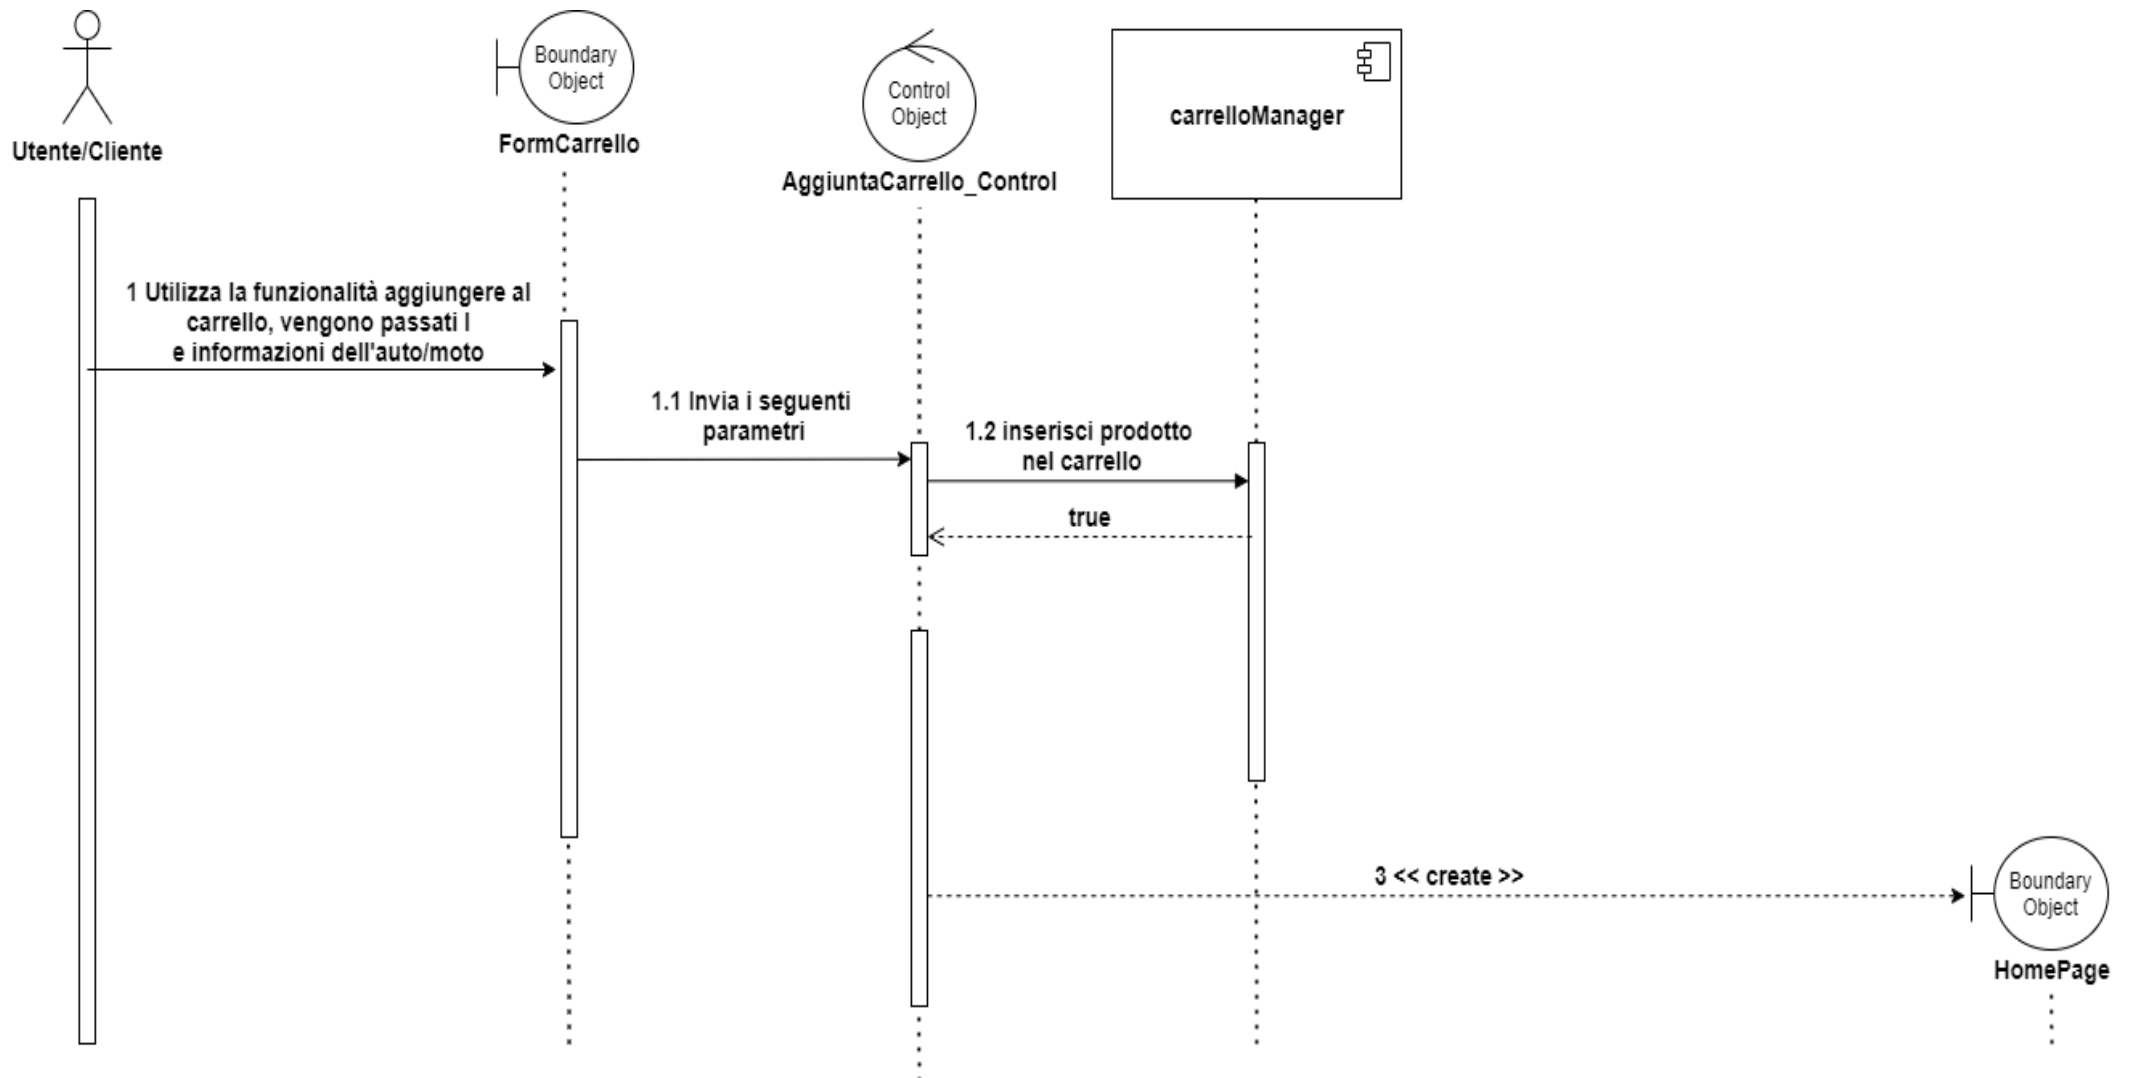 Boundary
Object
FormCarrello
Control
Object
AggiuntaCarrello_Control
carrelloManager
Utente/Cliente
1 Utilizza la funzionalità aggiungere al
carrello, vengono passati I
e informazioni dell'auto/moto
1.1 Invia i seguenti
parametri
1.2 inserisci prodotto
nel carrello
true
3 << create >>
Boundary
Object
HomePage